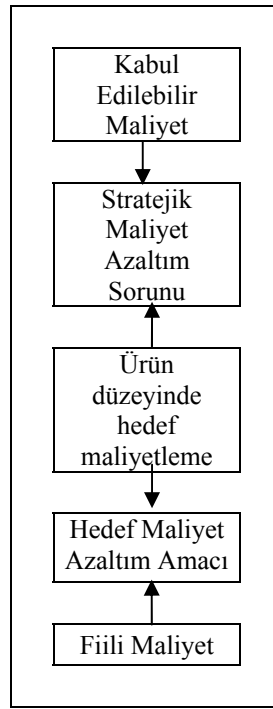 Kabul
Edilebilir
Maliyet
Stratejik
Maliyet
Azaltım
Sorunu
Ürün
düzeyinde
hedef
maliyetleme
Hedef Maliyet
Azaltım Amacı
Fiili Maliyet